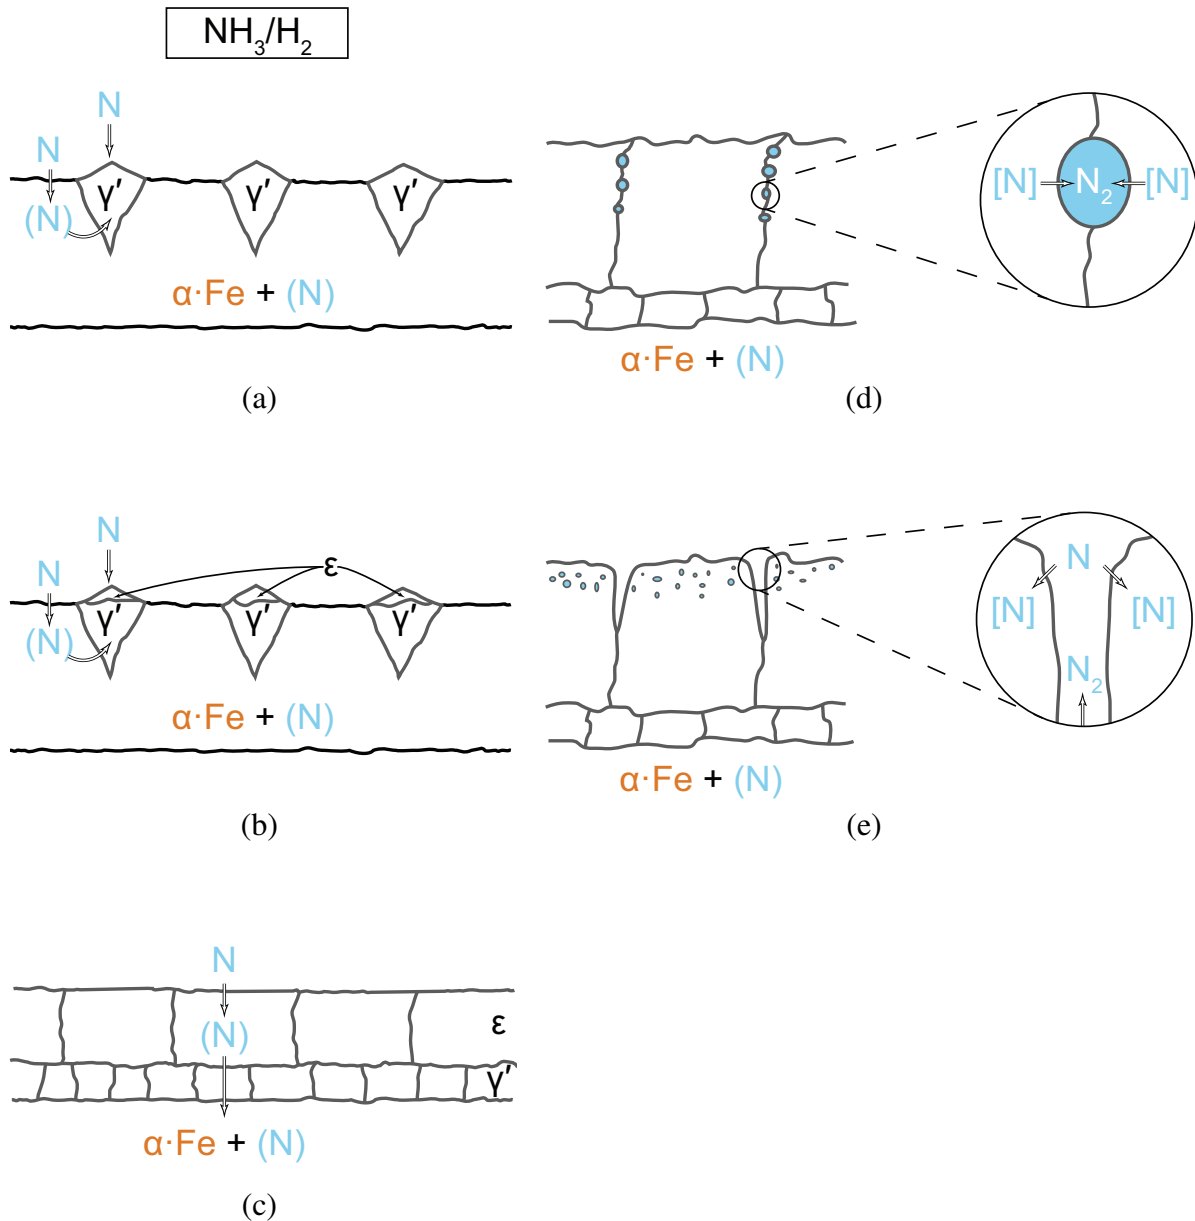 NH₃/H₂
N
N
(N)
γ′ γ′ γ′
α·Fe + (N)
(a)
[N] N₂ [N]
α·Fe + (N)
(d)
N
N
ε
(N)
γ′ γ′ γ′
α·Fe + (N)
(b)
N
[N] [N]
N₂
α·Fe + (N)
(e)
N
(N)
ε
γ′
α·Fe + (N)
(c)